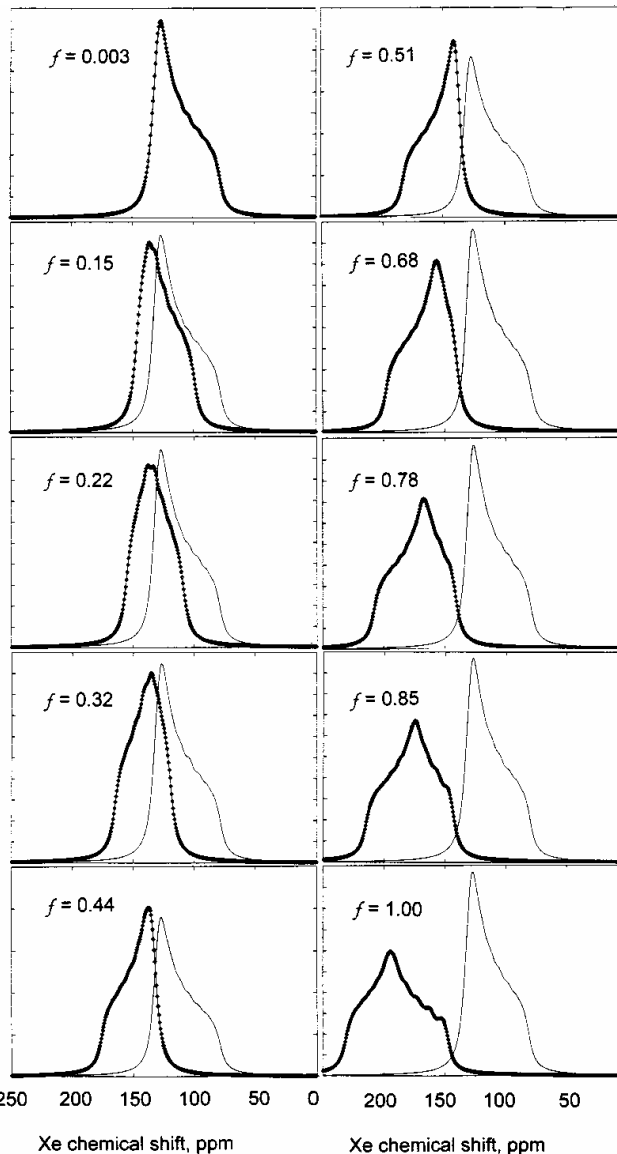 f = 0.003
f = 0.51
f = 0.15
f = 0.68
f = 0.22
f = 0.78
f = 0.32
f = 0.85
f = 0.44
f = 1.00
250 200 150 100 50 0
200 150 100 50
Xe chemical shift, ppm
Xe chemical shift, ppm